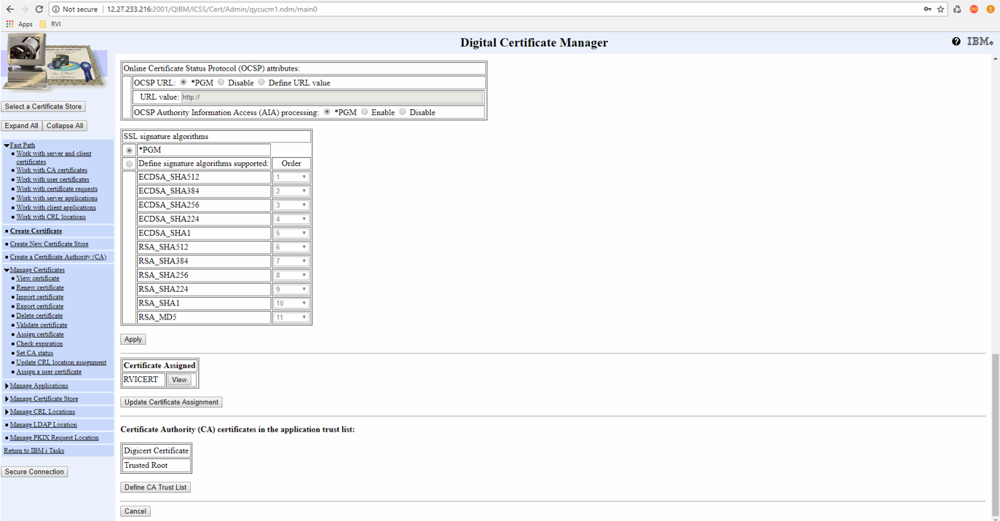 Not secure | 12.27.233.216:2001/QIBM/ICSS/Cert/Admin/qycucm1.ndm/main0
Apps RVI
Digital Certificate Manager
IBM.
Select a Certificate Store
Expand All Collapse All
Fast Path
Work with server and client
certificates
Work with CA certificates
Work with user certificates
Work with certificate requests
Work with server applications
Work with client applications
Work with CRL locations
Create Certificate
Create New Certificate Store
Create a Certificate Authority (CA)
Manage Certificates
View certificate
Renew certificate
Import certificate
Export certificate
Delete certificate
Validate certificate
Assign certificate
Check expiration
Set CA status
Update CRL location assignment
Assign a user certificate
Manage Applications
Manage Certificate Store
Manage CRL Locations
Manage LDAP Location
Manage PKIX Request Location
Return to IBM i Tasks
Secure Connection
Online Certificate Status Protocol (OCSP) attributes:
OCSP URL: *PGM Disable Define URL value
URL value: http://
OCSP Authority Information Access (AIA) processing: *PGM Enable Disable
SSL signature algorithms
*PGM
Define signature algorithms supported: Order
ECDSA_SHA512 1
ECDSA_SHA384 2
ECDSA_SHA256 3
ECDSA_SHA224 4
ECDSA_SHA1 5
RSA_SHA512 6
RSA_SHA384 7
RSA_SHA256 8
RSA_SHA224 9
RSA_SHA1 10
RSA_MD5 11
Apply
Certificate Assigned
RVICERT View
Update Certificate Assignment
Certificate Authority (CA) certificates in the application trust list:
Digicert Certificate
Trusted Root
Define CA Trust List
Cancel